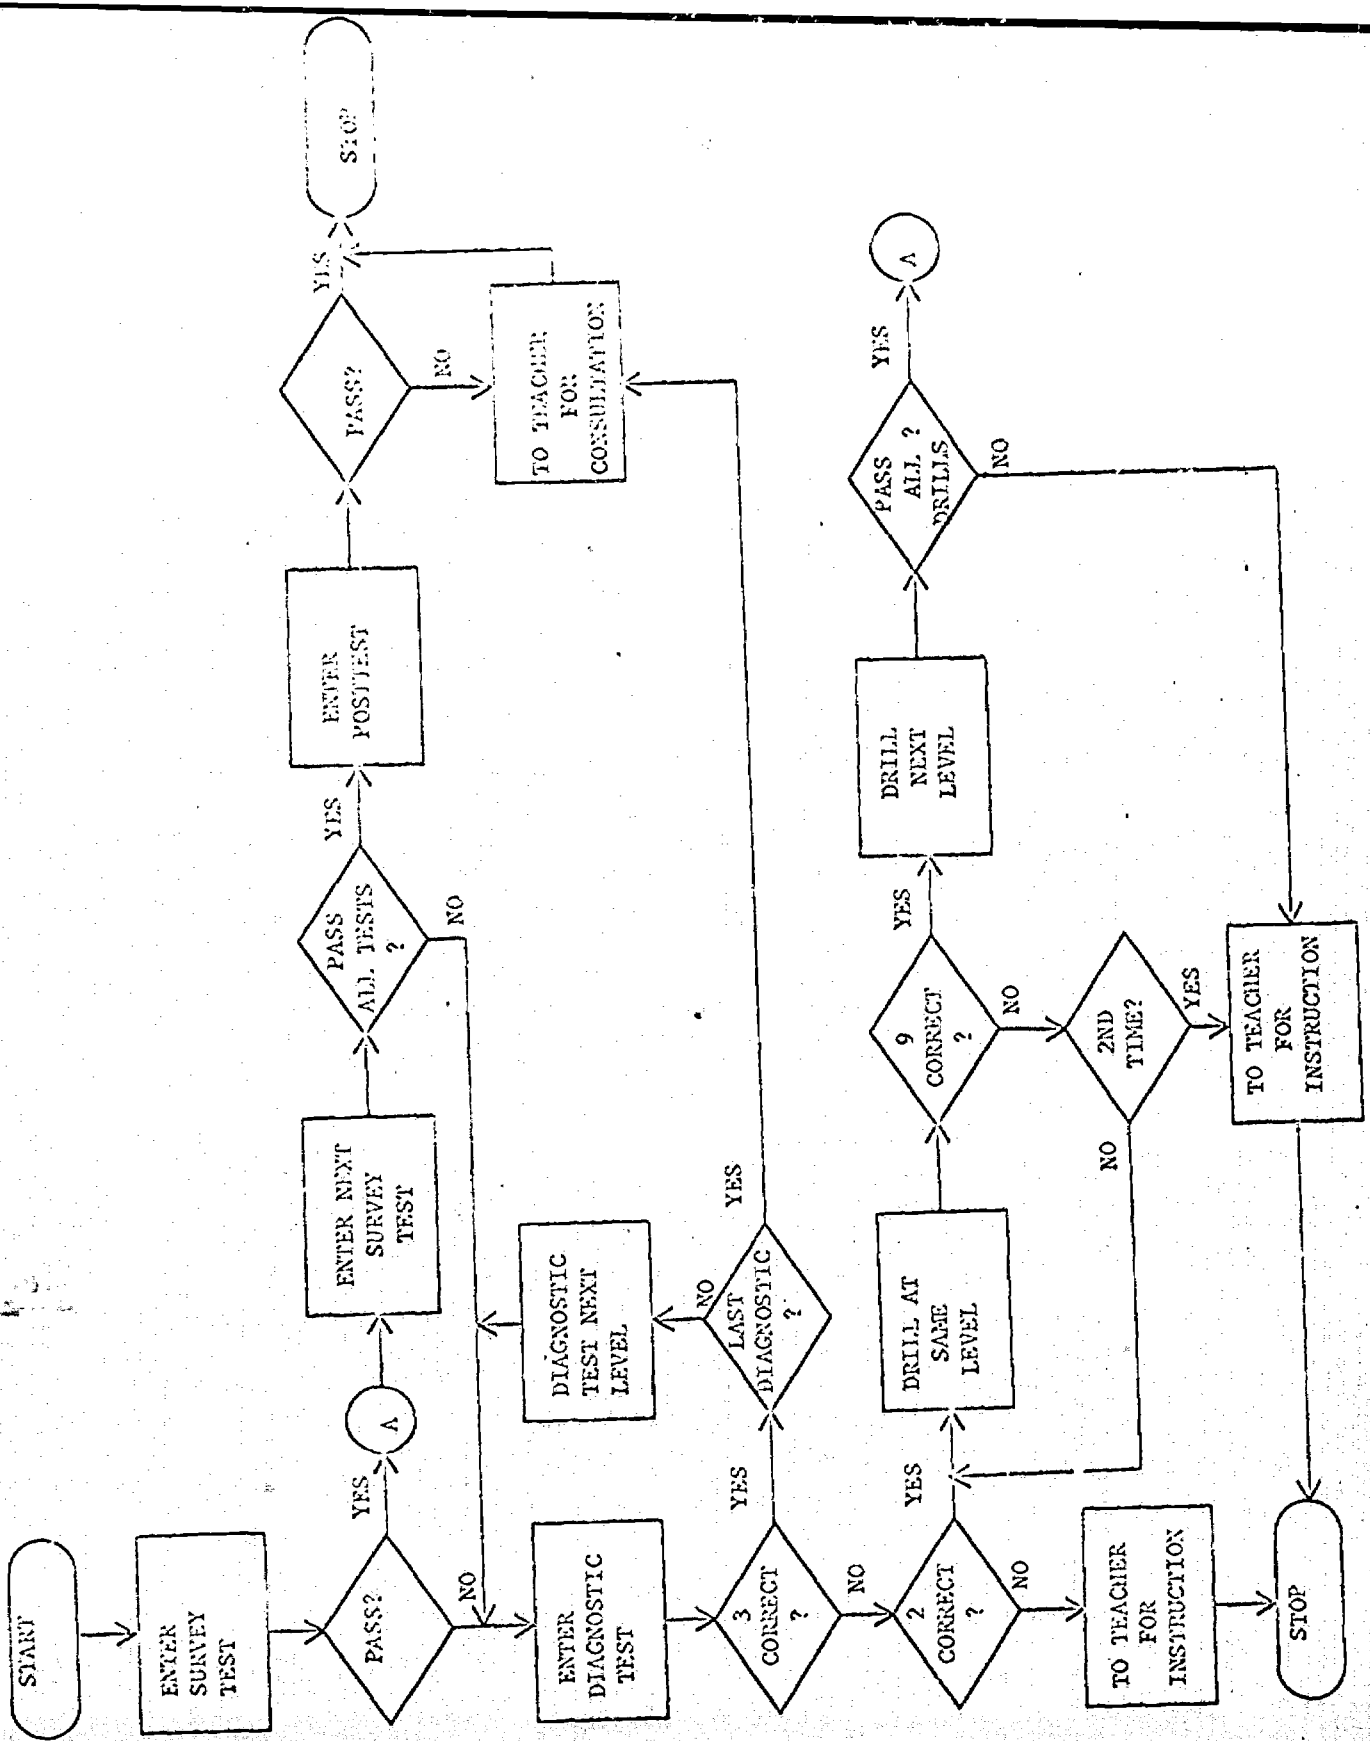 START
ENTER
SURVEY
TEST
PASS?
YES
NO
A
ENTER NEXT
SURVEY
TEST
PASS
ALL TESTS
?
YES
NO
ENTER
POSTTEST
PASS?
YES
NO
STOP
TO TEACHER
FOR
CONSULTATION
ENTER
DIAGNOSTIC
TEST
DIAGNOSTIC
TEST NEXT
LEVEL
3
CORRECT
?
YES
NO
LAST
DIAGNOSTIC
?
NO
YES
2
CORRECT
?
YES
NO
DRILL AT
SAME
LEVEL
9
CORRECT
?
YES
NO
DRILL
NEXT
LEVEL
PASS
ALL ?
DRILLS
YES
NO
A
2ND
TIME?
NO
YES
TO TEACHER
FOR
INSTRUCTION
TO TEACHER
FOR
INSTRUCTION
STOP